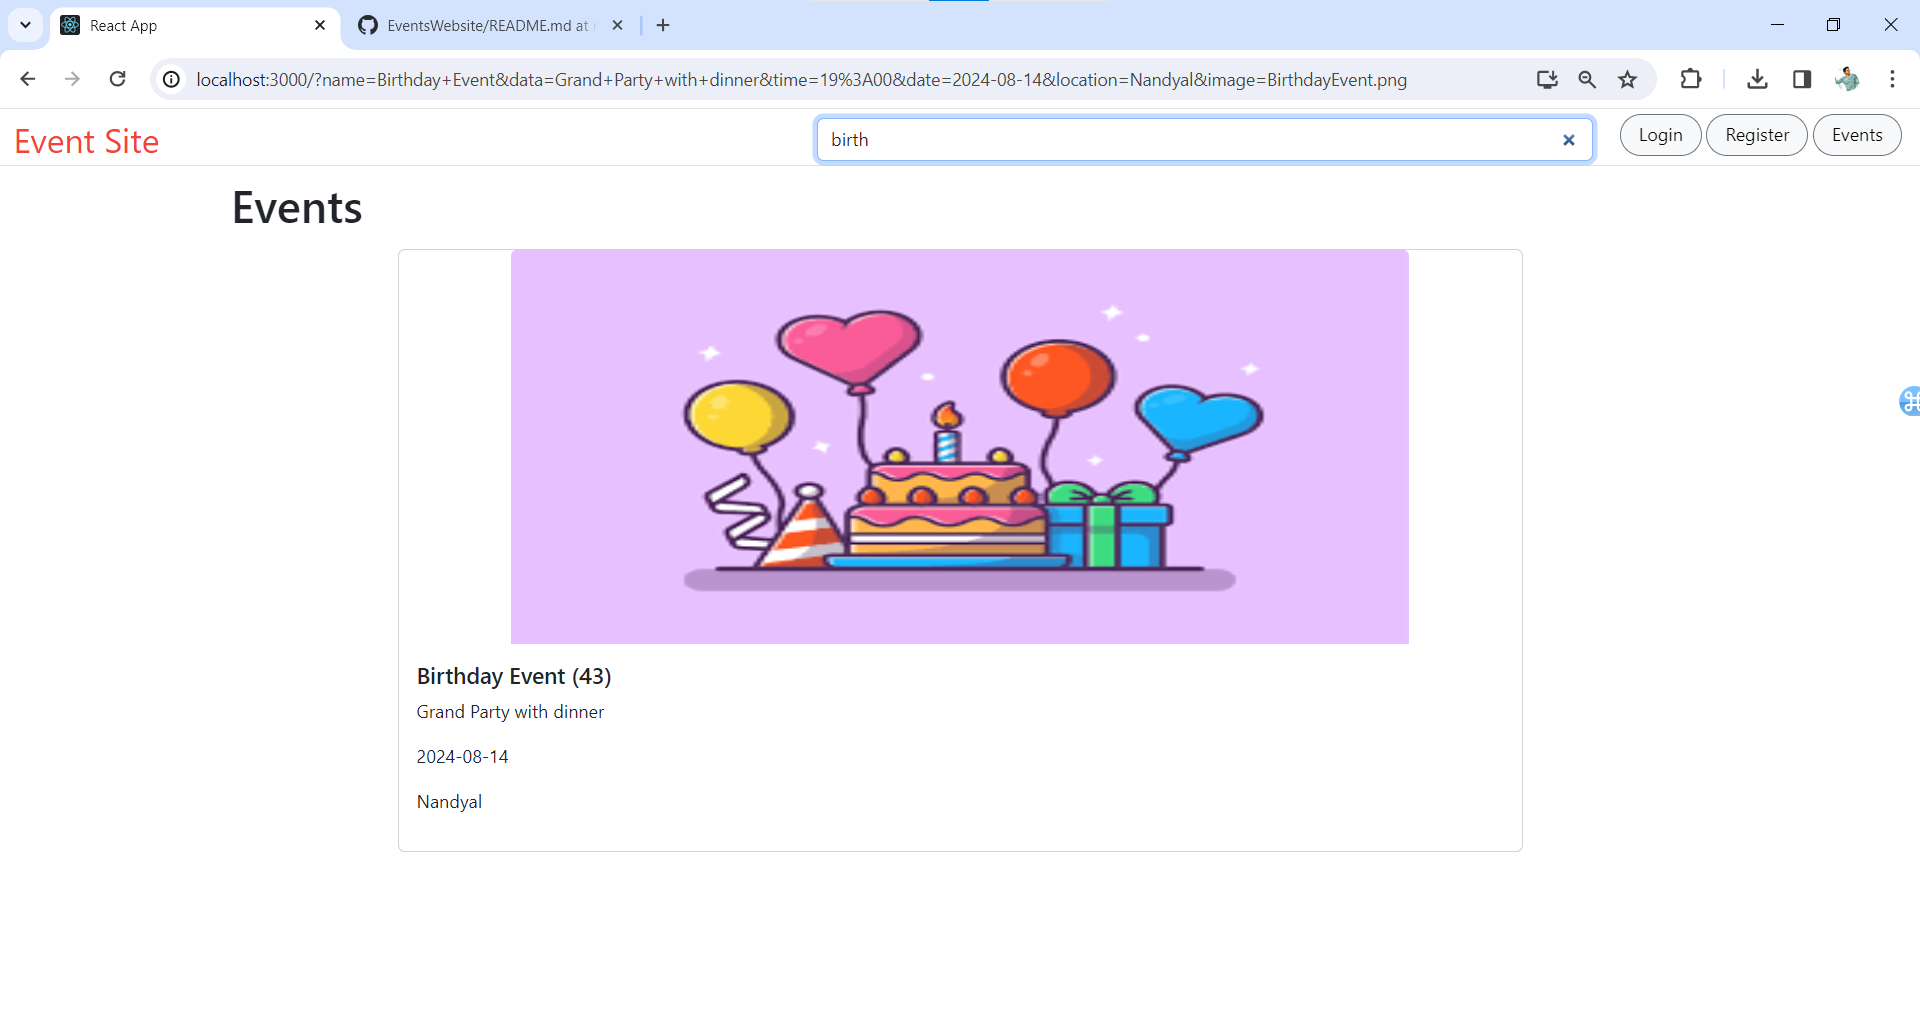 React App
EventsWebsite/README.md at
localhost:3000/?name=Birthday+Event&data=Grand+Party+with+dinner&time=19%3A00&date=2024-08-14&location=Nandyal&image=BirthdayEvent.png
Event Site
birth
Login
Register
Events
Events
Birthday Event (43)
Grand Party with dinner
2024-08-14
Nandyal